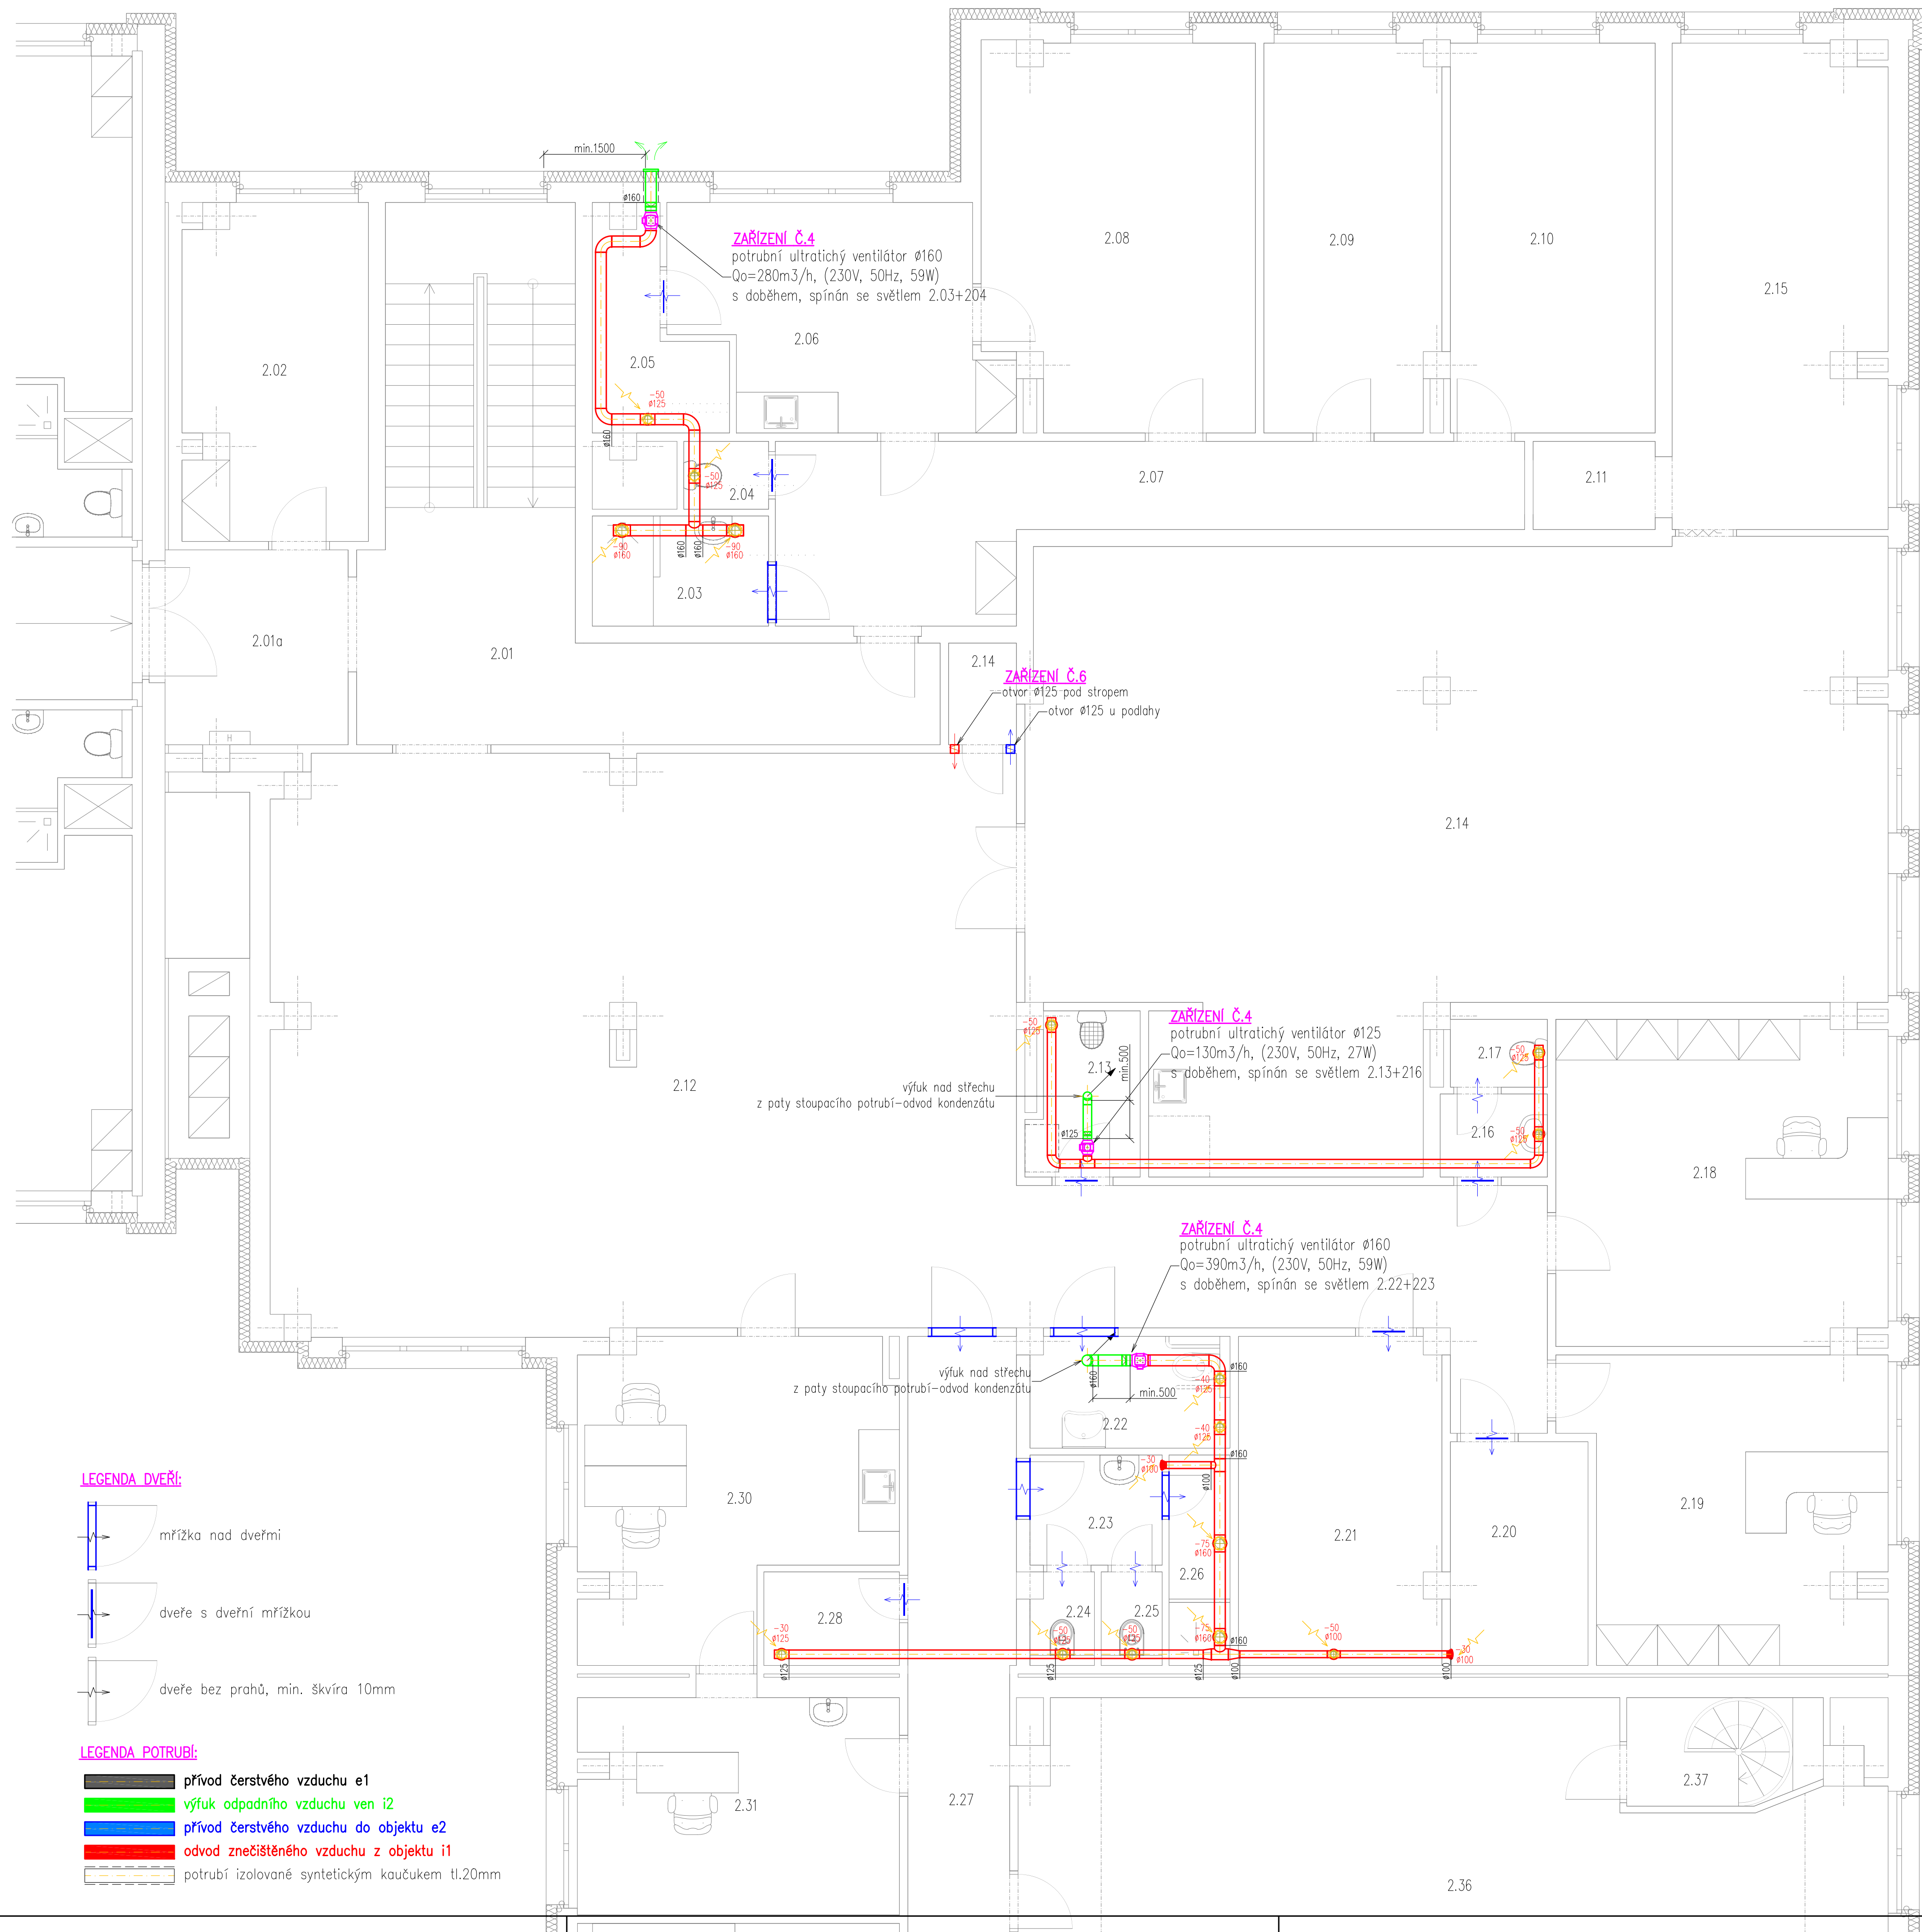 min.1500
ø160
ZAŘÍZENÍ Č.4
potrubní ultratichý ventilátor ø160
Qo=280m3/h, (230V, 50Hz, 59W)
s doběhem, spínán se světlem 2.03+204
2.08
2.09
2.10
2.15
2.02
2.05
2.06
-50
ø125
ø160
-50
ø125
2.04
2.07
2.11
-90
ø160
ø160
ø160
-90
ø160
2.03
2.01a
2.01
2.14
ZAŘÍZENÍ Č.6
otvor ø125 pod stropem
otvor ø125 u podlahy
H
2.14
2.12
-50
ø125
2.13
min.500
ZAŘÍZENÍ Č.4
potrubní ultratichý ventilátor ø125
Qo=130m3/h, (230V, 50Hz, 27W)
s doběhem, spínán se světlem 2.13+216
výfuk nad střechu
z paty stoupacího potrubí-odvod kondenzátu
ø125
2.17
-50
ø125
2.16
-50
ø125
2.18
ZAŘÍZENÍ Č.4
potrubní ultratichý ventilátor ø160
Qo=390m3/h, (230V, 50Hz, 59W)
s doběhem, spínán se světlem 2.22+223
výfuk nad střechu
z paty stoupacího potrubí-odvod kondenzátu
ø160
min.500
ø160
-40
ø125
2.22
-40
ø125
ø160
-30
ø100
ø100
2.30
2.23
-75
ø160
2.21
2.20
2.19
2.26
2.28
2.24
2.25
-30
ø125
-50
ø125
-50
ø125
-75
ø160
ø160
-50
ø100
-30
ø100
ø125
ø125
ø125
ø100
ø100
2.31
2.27
2.37
2.36
LEGENDA DVEŘÍ:
mřížka nad dveřmi
dveře s dveřní mřížkou
dveře bez prahů, min. škvíra 10mm
LEGENDA POTRUBÍ:
přívod čerstvého vzduchu e1
výfuk odpadního vzduchu ven i2
přívod čerstvého vzduchu do objektu e2
odvod znečištěného vzduchu z objektu i1
potrubí izolované syntetickým kaučukem tl.20mm